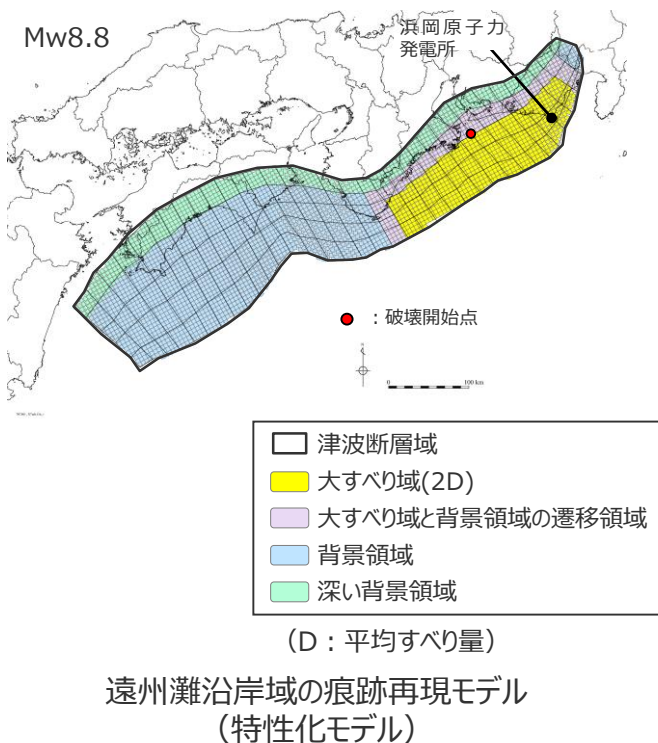 Mw8.8
浜岡原子力
発電所
：破壊開始点
0 100 km
津波断層域
大すべり域(2D)
大すべり域と背景領域の遷移領域
背景領域
深い背景領域
（D：平均すべり量）
遠州灘沿岸域の痕跡再現モデル
（特性化モデル）